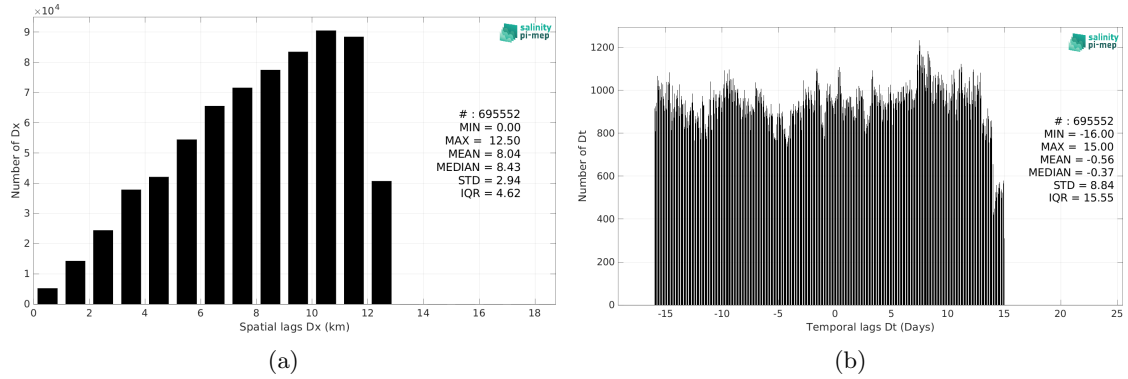 ×10⁴
9
8
7
6
5
4
3
2
1
0
Number of Dx
0 2 4 6 8 10 12 14 16 18
Spatial lags Dx (km)
salinity
pi-mep
# : 695552
MIN = 0.00
MAX = 12.50
MEAN = 8.04
MEDIAN = 8.43
STD = 2.94
IQR = 4.62
(a)
1200
1000
800
600
400
200
0
Number of Dt
-15 -10 -5 0 5 10 15 20 25
Temporal lags Dt (Days)
salinity
pi-mep
# : 695552
MIN = -16.00
MAX = 15.00
MEAN = -0.56
MEDIAN = -0.37
STD = 8.84
IQR = 15.55
(b)